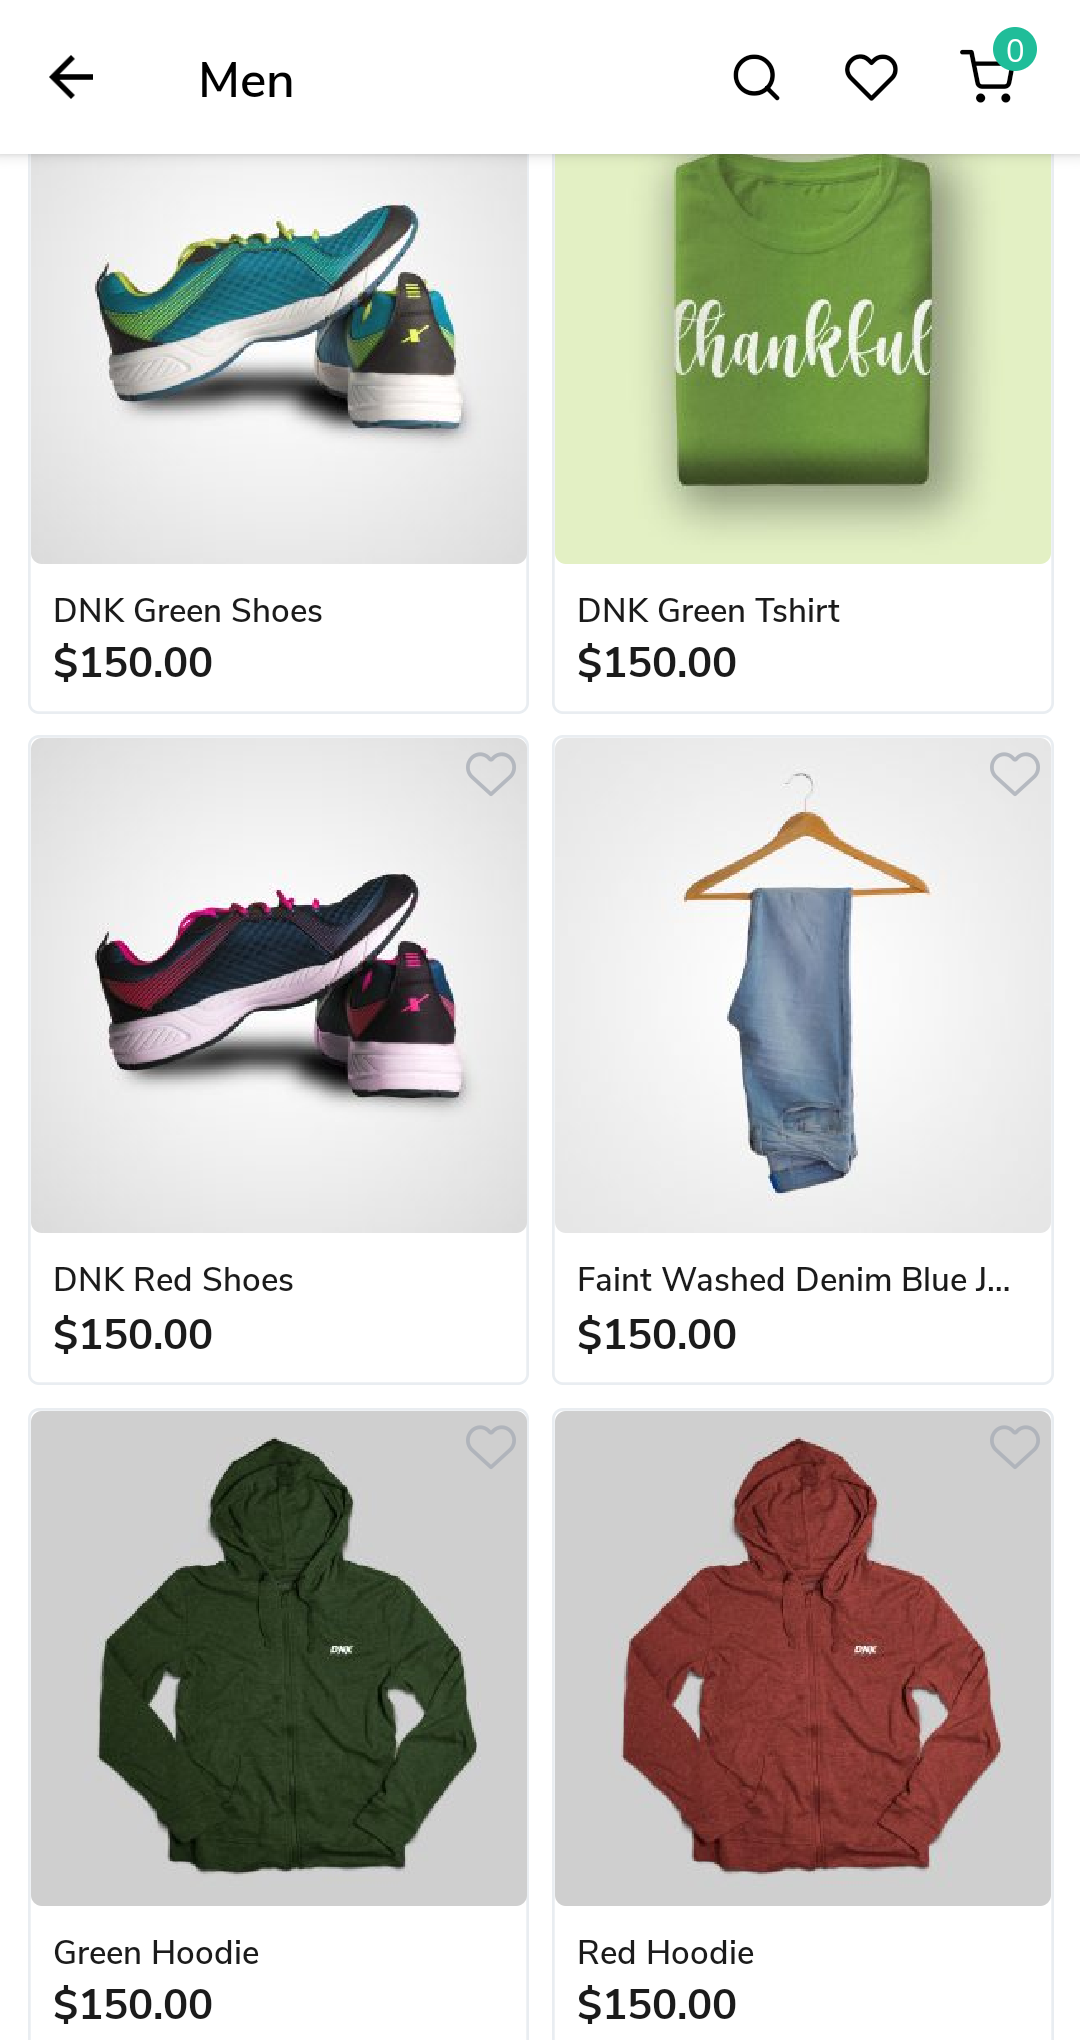 Men
0
thankful
DNK Green Shoes
$150.00
DNK Green Tshirt
$150.00
DNK Red Shoes
$150.00
Faint Washed Denim Blue J...
$150.00
DNK
DNK
Green Hoodie
$150.00
Red Hoodie
$150.00